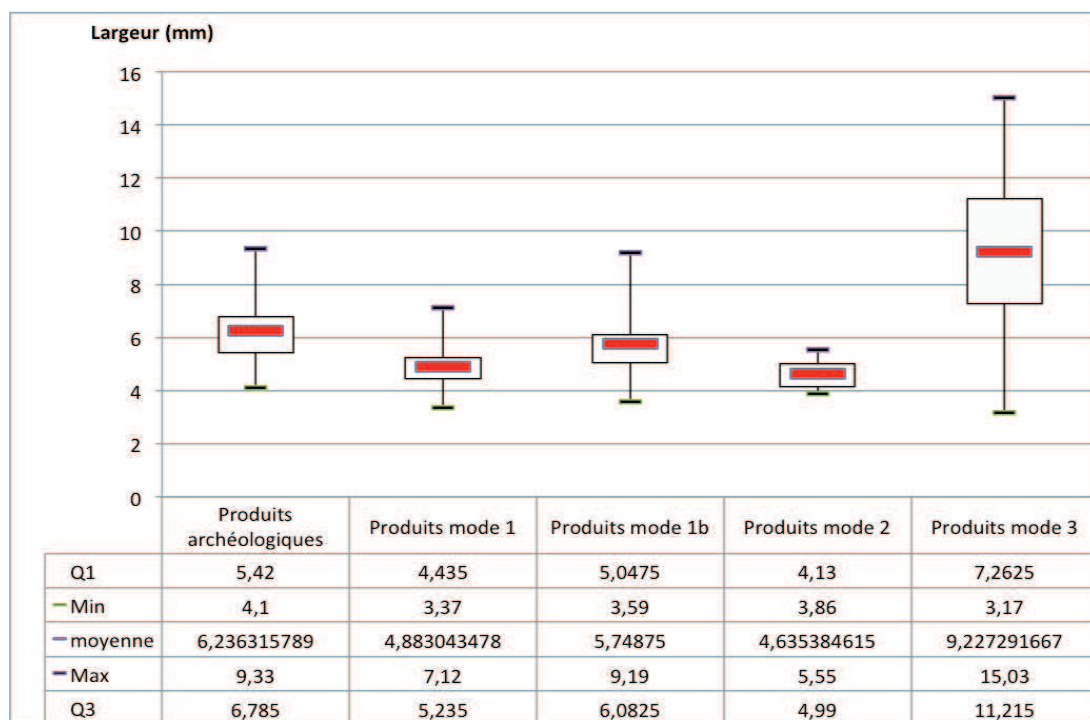 Largeur (mm)
16
14
12
10
8
6
4
2
0
Produits archéologiques Produits mode 1 Produits mode 1b Produits mode 2 Produits mode 3
Q1 5,42 4,435 5,0475 4,13 7,2625
Min 4,1 3,37 3,59 3,86 3,17
moyenne 6,236315789 4,883043478 5,74875 4,635384615 9,227291667
Max 9,33 7,12 9,19 5,55 15,03
Q3 6,785 5,235 6,0825 4,99 11,215